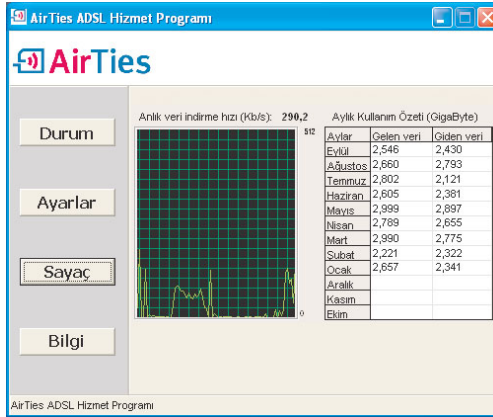 AirTies ADSL Hizmet Programı
AirTies
Durum
Ayarlar
Sayaç
Bilgi
Anlık veri indirme hızı (Kb/s): 290,2
512
0
Aylık Kullanım Özeti (GigaByte)
Aylar Gelen veri Giden veri
Eylül 2,546 2,430
Ağustos 2,660 2,793
Temmuz 2,802 2,121
Haziran 2,605 2,381
Mayıs 2,999 2,897
Nisan 2,789 2,655
Mart 2,990 2,775
Şubat 2,221 2,322
Ocak 2,657 2,341
Aralık
Kasım
Ekim
AirTies ADSL Hizmet Programı